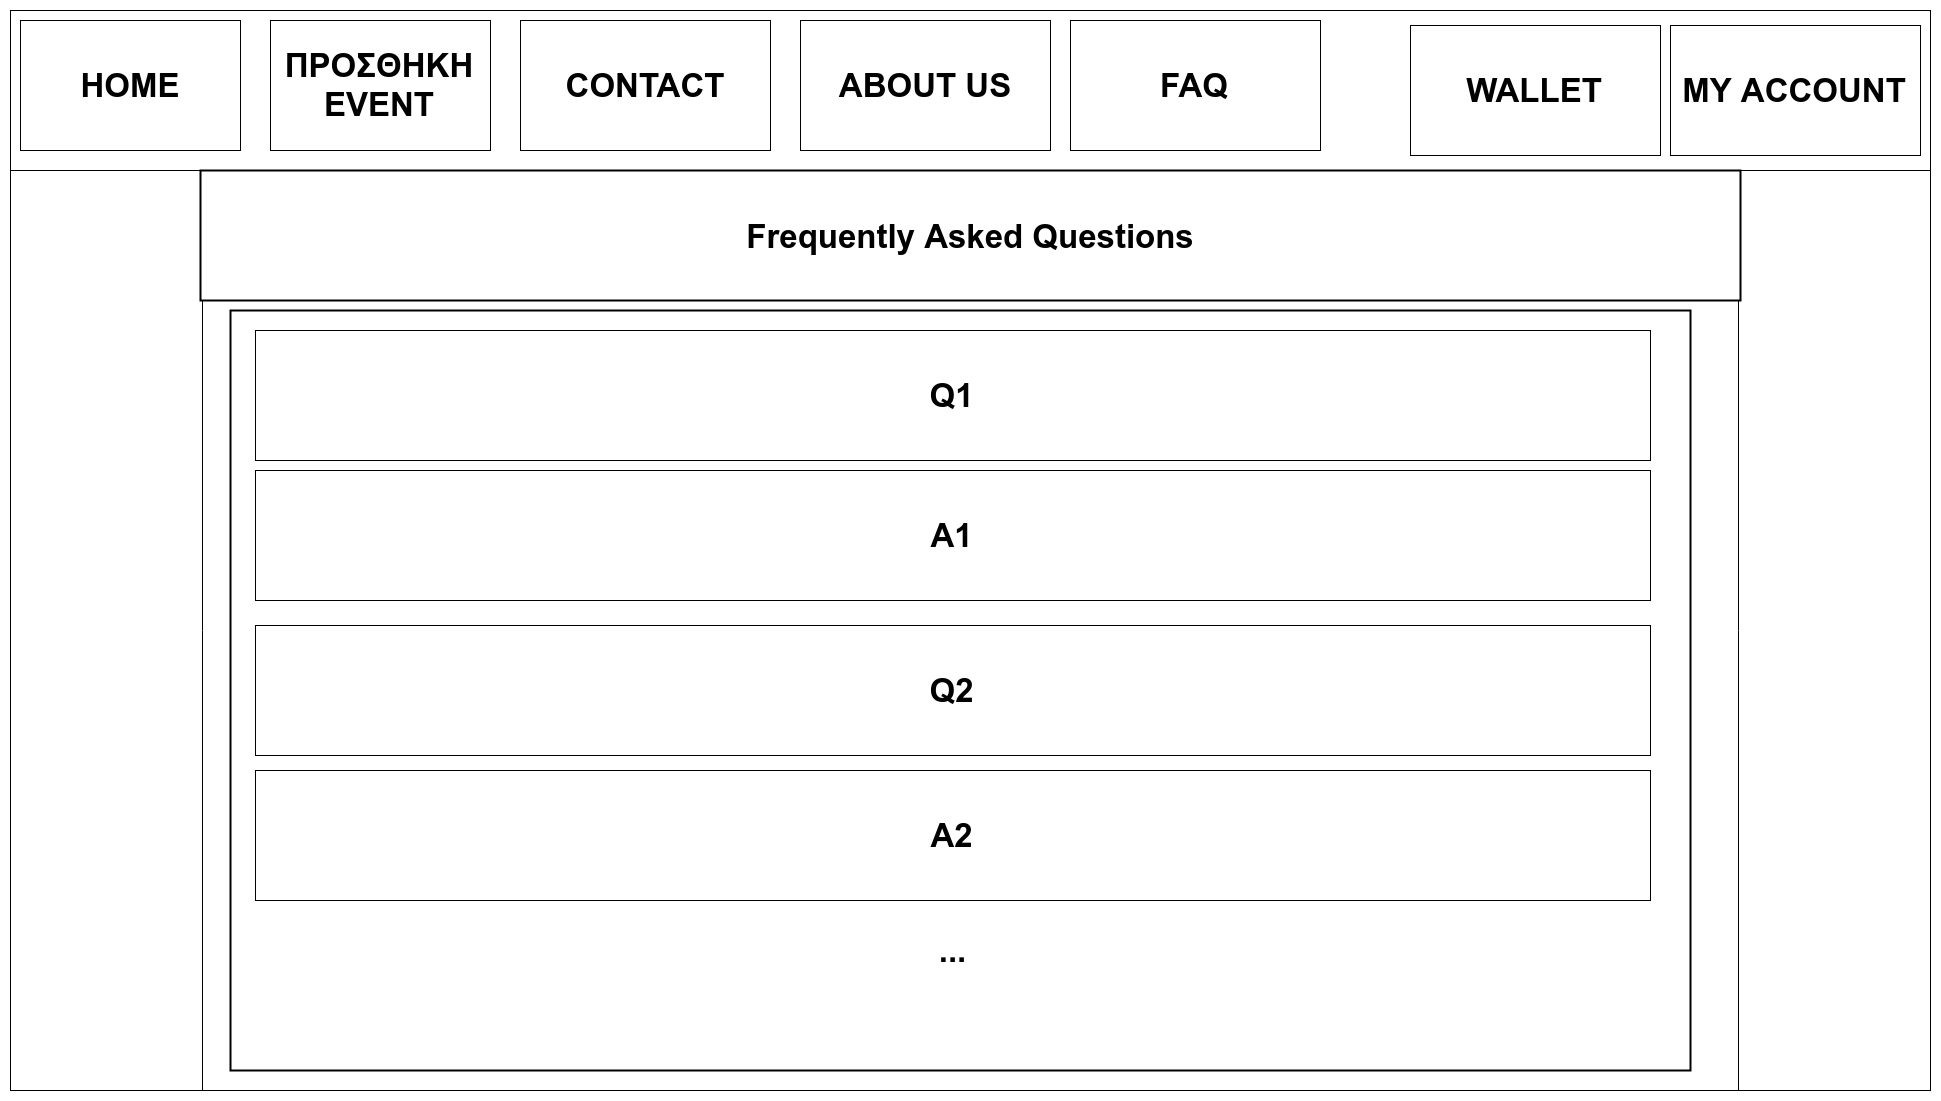 HOME
ΠΡΟΣΘΗΚΗ
EVENT
CONTACT
ABOUT US
FAQ
WALLET
MY ACCOUNT
Frequently Asked Questions
Q1
A1
Q2
A2
...